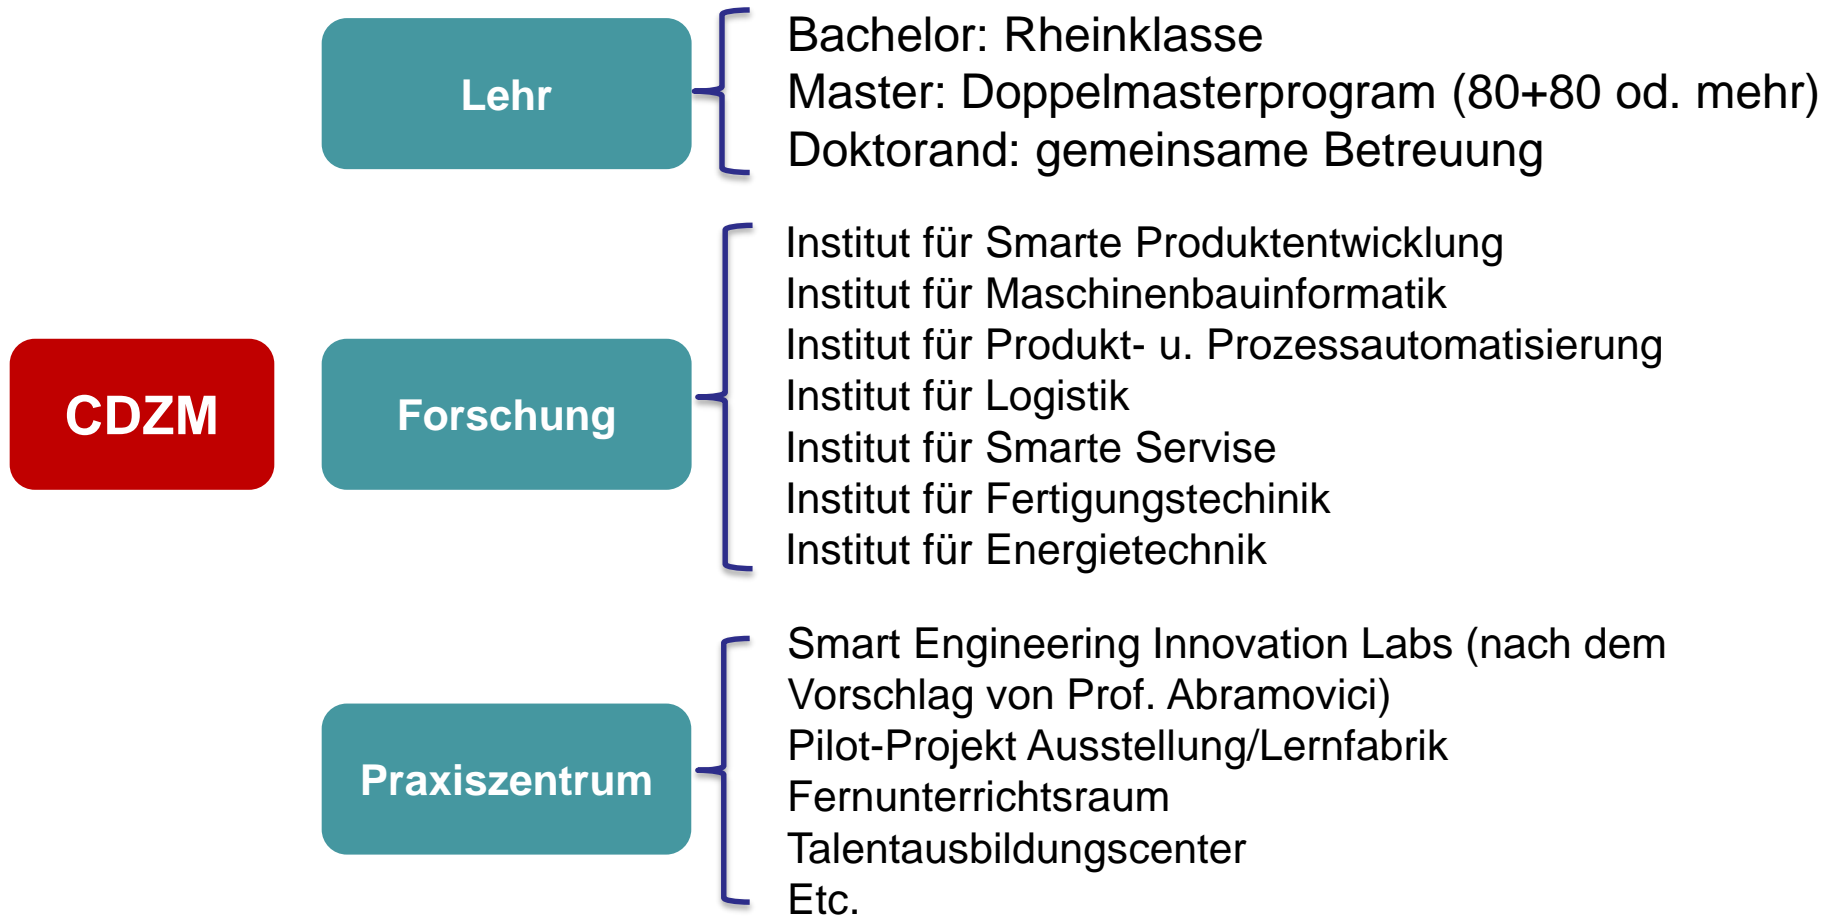 Lehr
Bachelor: Rheinklasse
Master: Doppelmasterprogram (80+80 od. mehr)
Doktorand: gemeinsame Betreuung
CDZM
Forschung
Institut für Smarte Produktentwicklung
Institut für Maschinenbauinformatik
Institut für Produkt- u. Prozessautomatisierung
Institut für Logistik
Institut für Smarte Servise
Institut für Fertigungstechinik
Institut für Energietechnik
Praxiszentrum
Smart Engineering Innovation Labs (nach dem
Vorschlag von Prof. Abramovici)
Pilot-Projekt Ausstellung/Lernfabrik
Fernunterrichtsraum
Talentausbildungscenter
Etc.